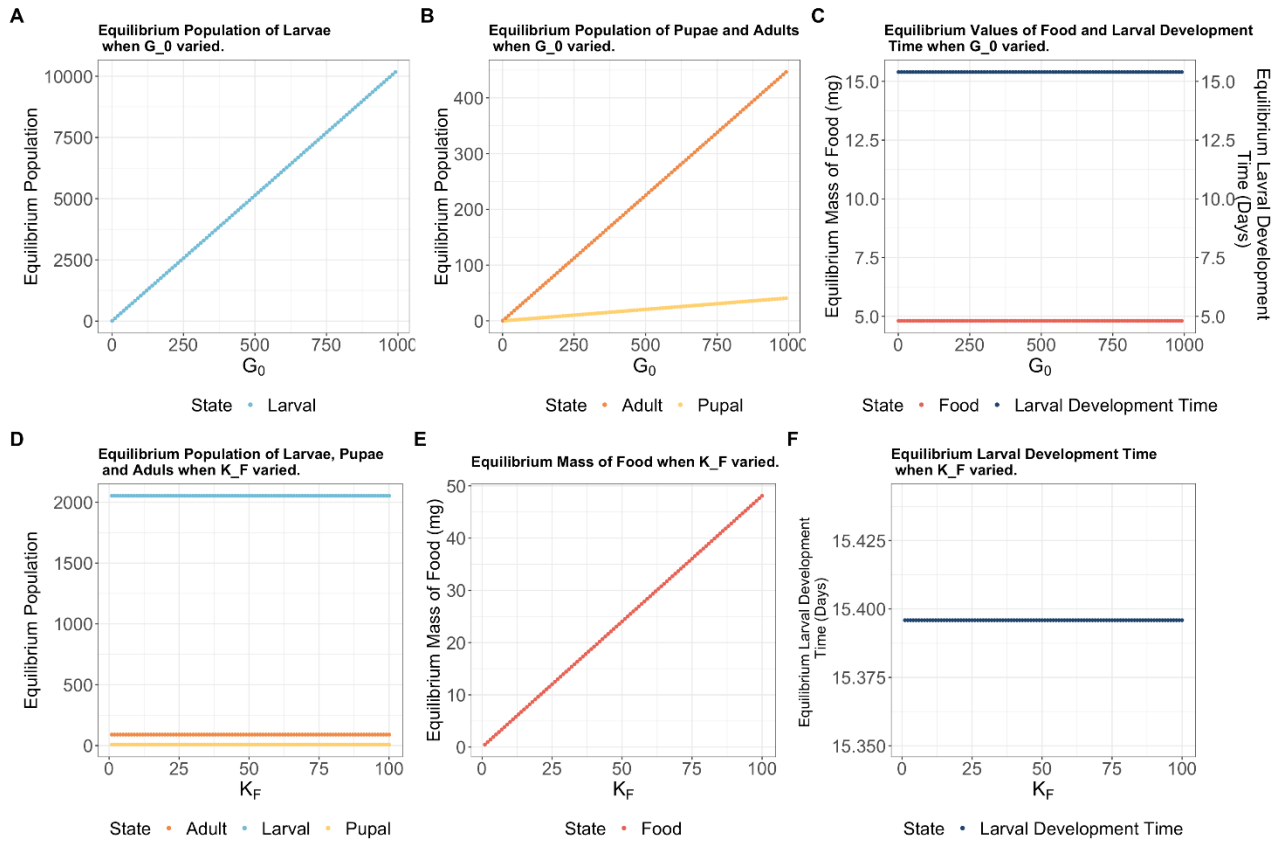 A
Equilibrium Population of Larvae
when G_0 varied.
Equilibrium Population
10000
7500
5000
2500
0
0 250 500 750 1000
G₀
State Larval
B
Equilibrium Population of Pupae and Adults
when G_0 varied.
Equilibrium Population
400
300
200
100
0
0 250 500 750 1000
G₀
State Adult Pupal
C
Equilibrium Values of Food and Larval Development
Time when G_0 varied.
Equilibrium Mass of Food (mg)
15.0
12.5
10.0
7.5
5.0
15.0
12.5
10.0
7.5
5.0
Equilibrium Lavral Development
Time (Days)
0 250 500 750 1000
G₀
State Food Larval Development Time
D
Equilibrium Population of Larvae, Pupae
and Aduls when K_F varied.
Equilibrium Population
2000
1500
1000
500
0
0 25 50 75 100
K_F
State Adult Larval Pupal
E
Equilibrium Mass of Food when K_F varied.
Equilibrium Mass of Food (mg)
50
40
30
20
10
0
0 25 50 75 100
K_F
State Food
F
Equilibrium Larval Development Time
when K_F varied.
Equilibrium Larval Development
Time (Days)
15.425
15.400
15.375
15.350
0 25 50 75 100
K_F
State Larval Development Time